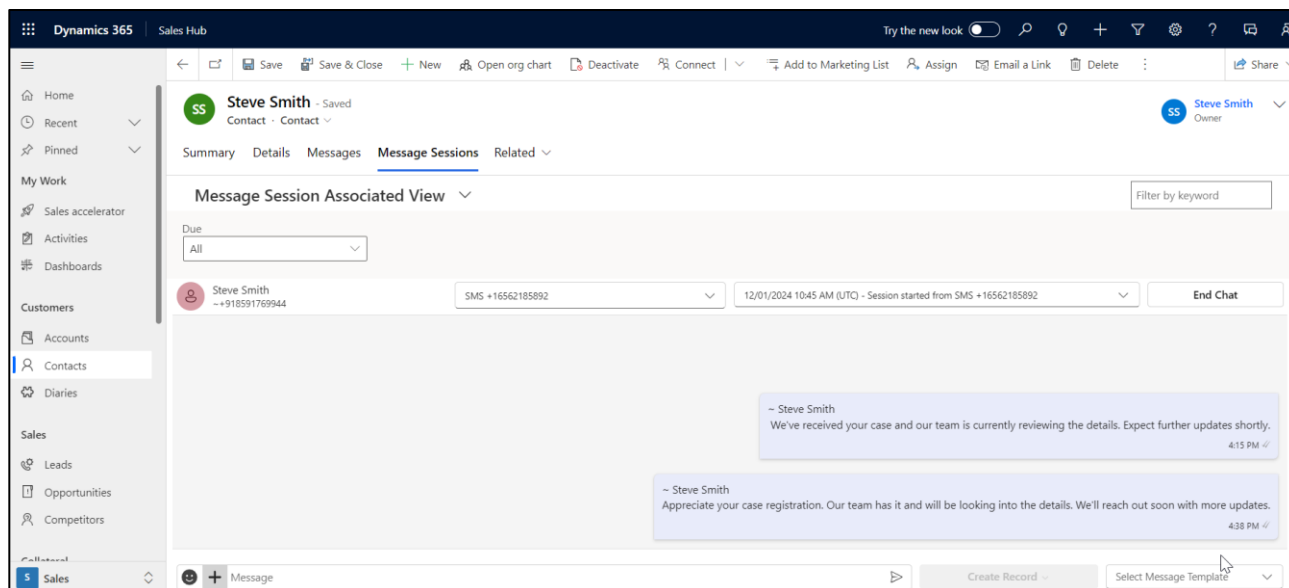 Dynamics 365
Sales Hub
Try the new look
Save
Save & Close
New
Open org chart
Deactivate
Connect
Add to Marketing List
Assign
Email a Link
Delete
Share
Home
Recent
Pinned
My Work
Sales accelerator
Activities
Dashboards
Customers
Accounts
Contacts
Diaries
Sales
Leads
Opportunities
Competitors
Collateral
S Sales
SS
Steve Smith - Saved
Contact · Contact
SS
Steve Smith
Owner
Summary
Details
Messages
Message Sessions
Related
Message Session Associated View
Filter by keyword
Due
All
Steve Smith
~+918591769944
SMS +16562185892
12/01/2024 10:45 AM (UTC) - Session started from SMS +16562185892
End Chat
~ Steve Smith
We've received your case and our team is currently reviewing the details. Expect further updates shortly.
4:15 PM
~ Steve Smith
Appreciate your case registration. Our team has it and will be looking into the details. We'll reach out soon with more updates.
4:38 PM
Message
Create Record
Select Message Template